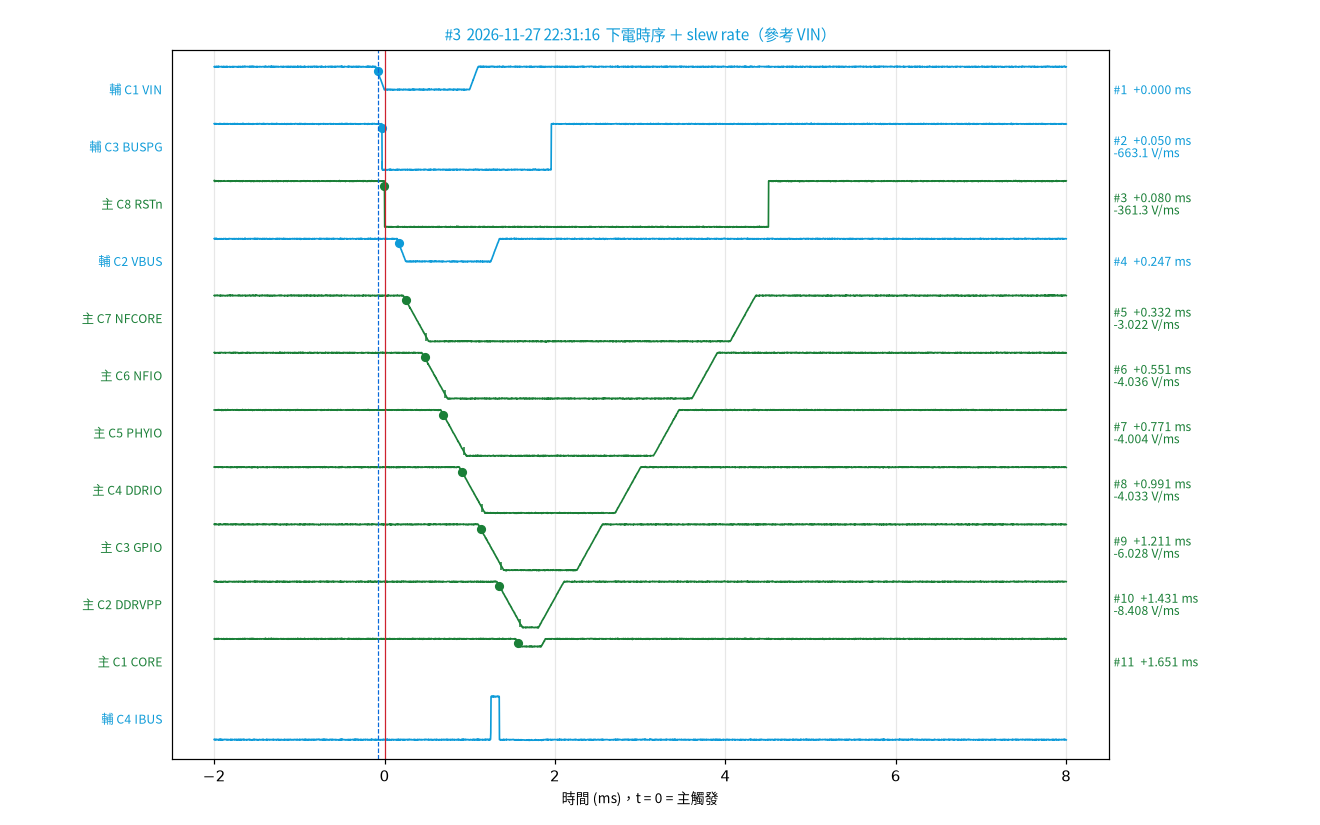 #3 2026-11-27 22:31:16 下電時序 ＋ slew rate（參考 VIN）
輔 C1 VIN
#1 +0.000 ms
輔 C3 BUSPG
#2 +0.050 ms
-663.1 V/ms
主 C8 RSTn
#3 +0.080 ms
-361.3 V/ms
輔 C2 VBUS
#4 +0.247 ms
主 C7 NFCORE
#5 +0.332 ms
-3.022 V/ms
主 C6 NFIO
#6 +0.551 ms
-4.036 V/ms
主 C5 PHYIO
#7 +0.771 ms
-4.004 V/ms
主 C4 DDRIO
#8 +0.991 ms
-4.033 V/ms
主 C3 GPIO
#9 +1.211 ms
-6.028 V/ms
主 C2 DDRVPP
#10 +1.431 ms
-8.408 V/ms
主 C1 CORE
#11 +1.651 ms
輔 C4 IBUS
−2 0 2 4 6 8
時間 (ms)，t = 0 = 主觸發